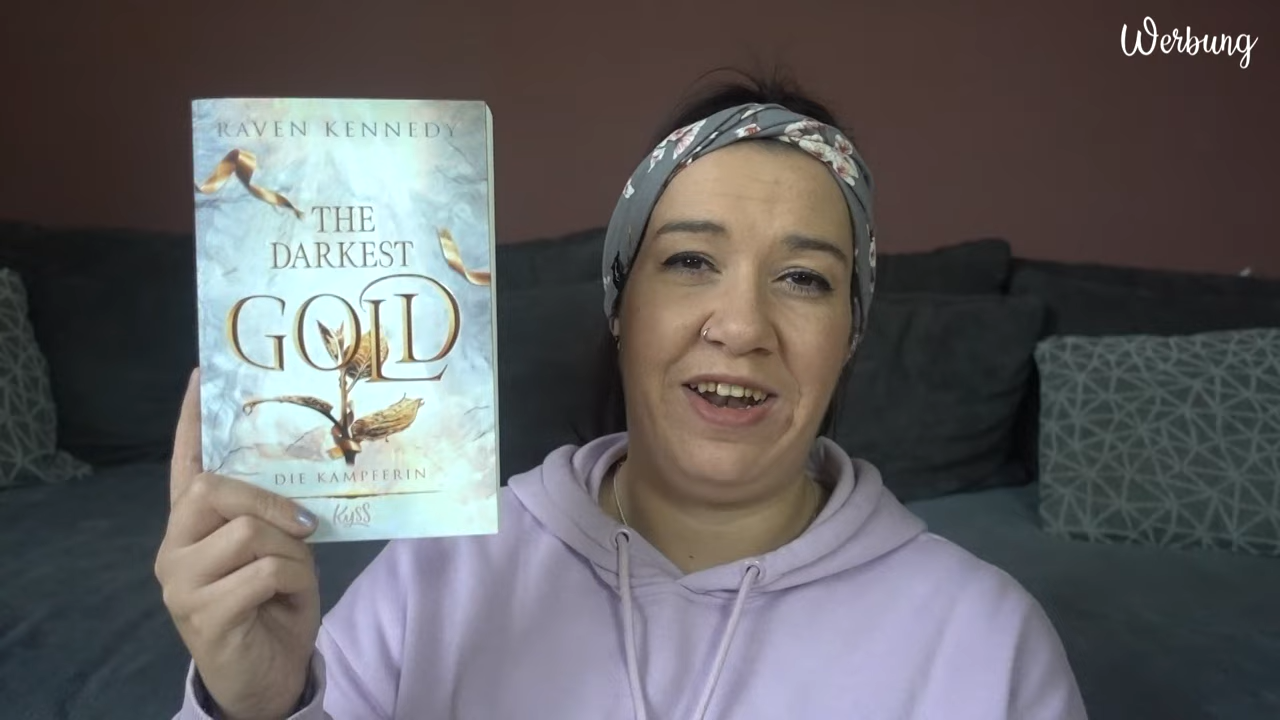 Werbung
RAVEN KENNEDY
THE
DARKEST
GOLD
DIE KÄMPFERIN
KYSS